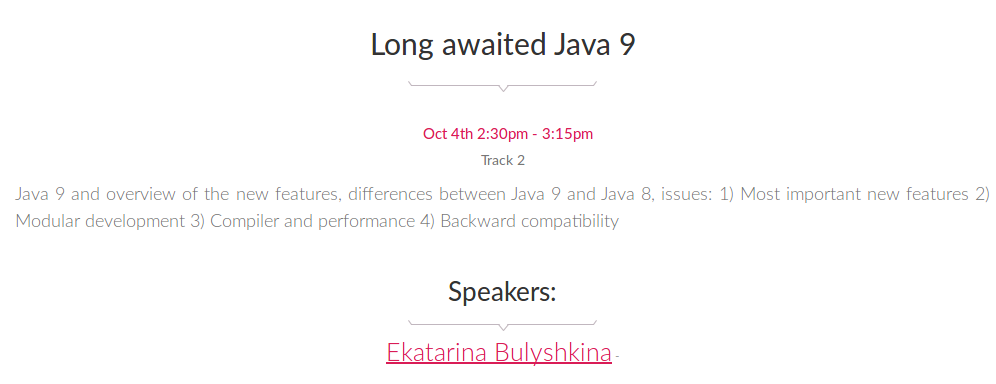 Long awaited Java 9
Oct 4th 2:30pm - 3:15pm
Track 2
Java 9 and overview of the new features, differences between Java 9 and Java 8, issues: 1) Most important new features 2)
Modular development 3) Compiler and performance 4) Backward compatibility
Speakers:
Ekatarina Bulyshkina -